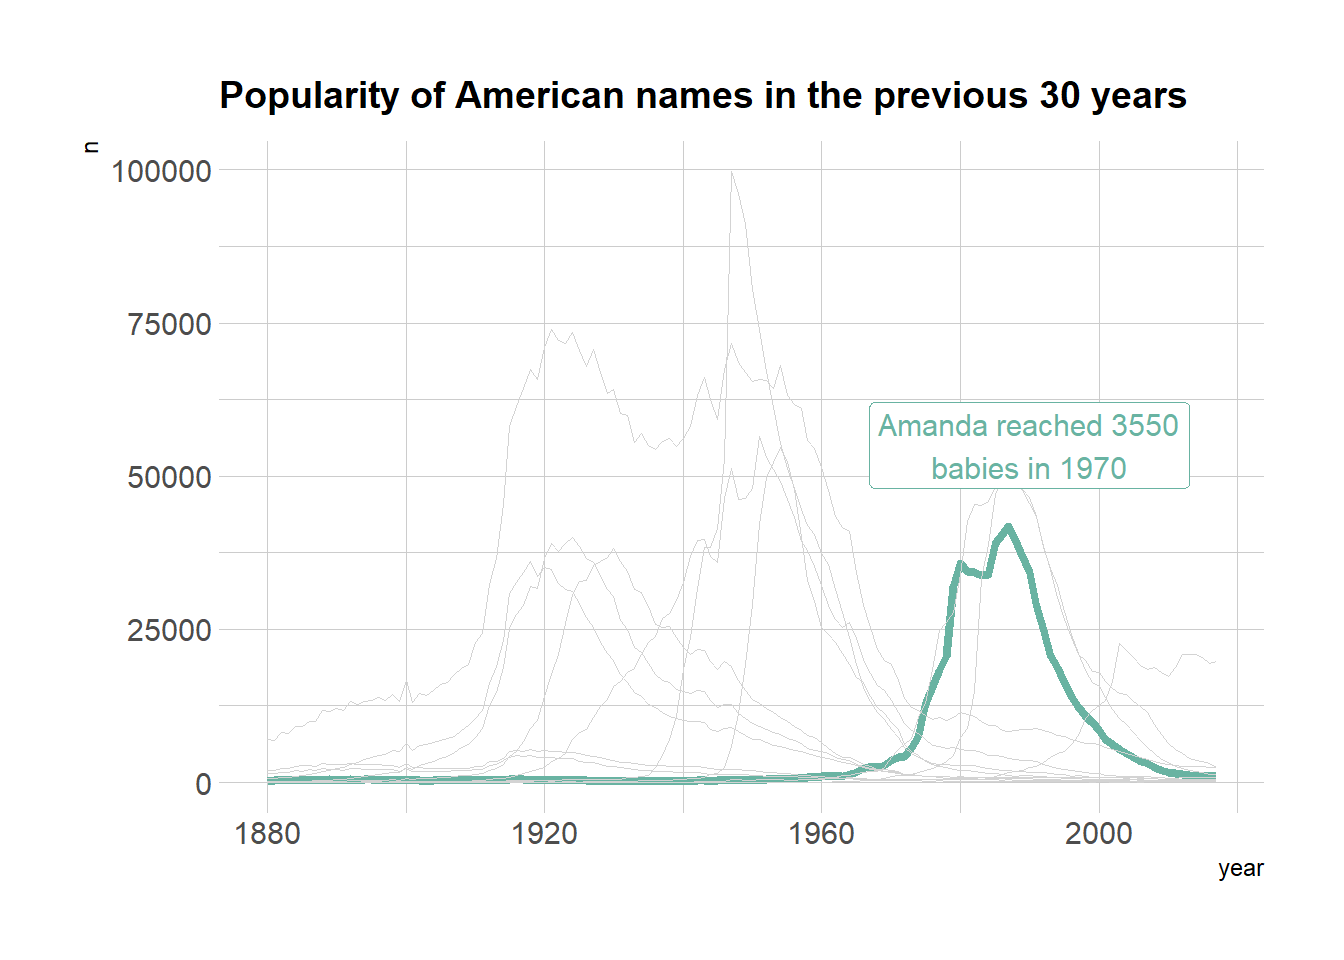 Popularity of American names in the previous 30 years
n
100000
75000
50000
25000
0
Amanda reached 3550
babies in 1970
1880 1920 1960 2000
year